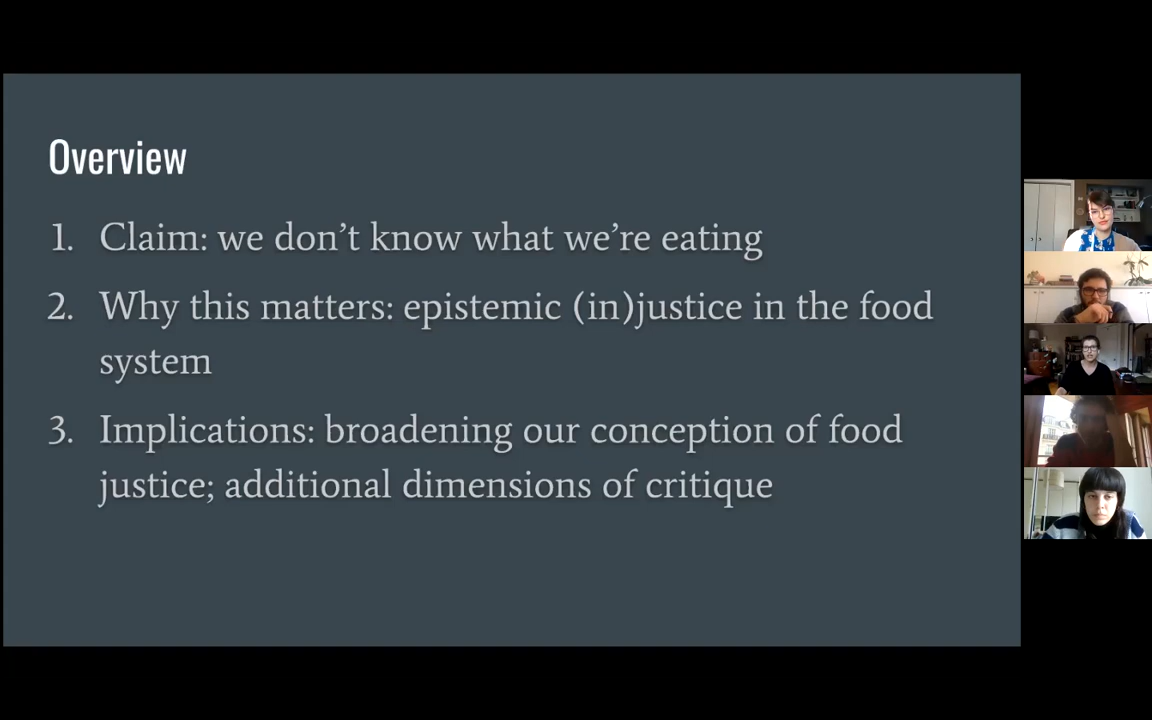 Overview
1. Claim: we don’t know what we’re eating
2. Why this matters: epistemic (in)justice in the food
system
3. Implications: broadening our conception of food
justice; additional dimensions of critique